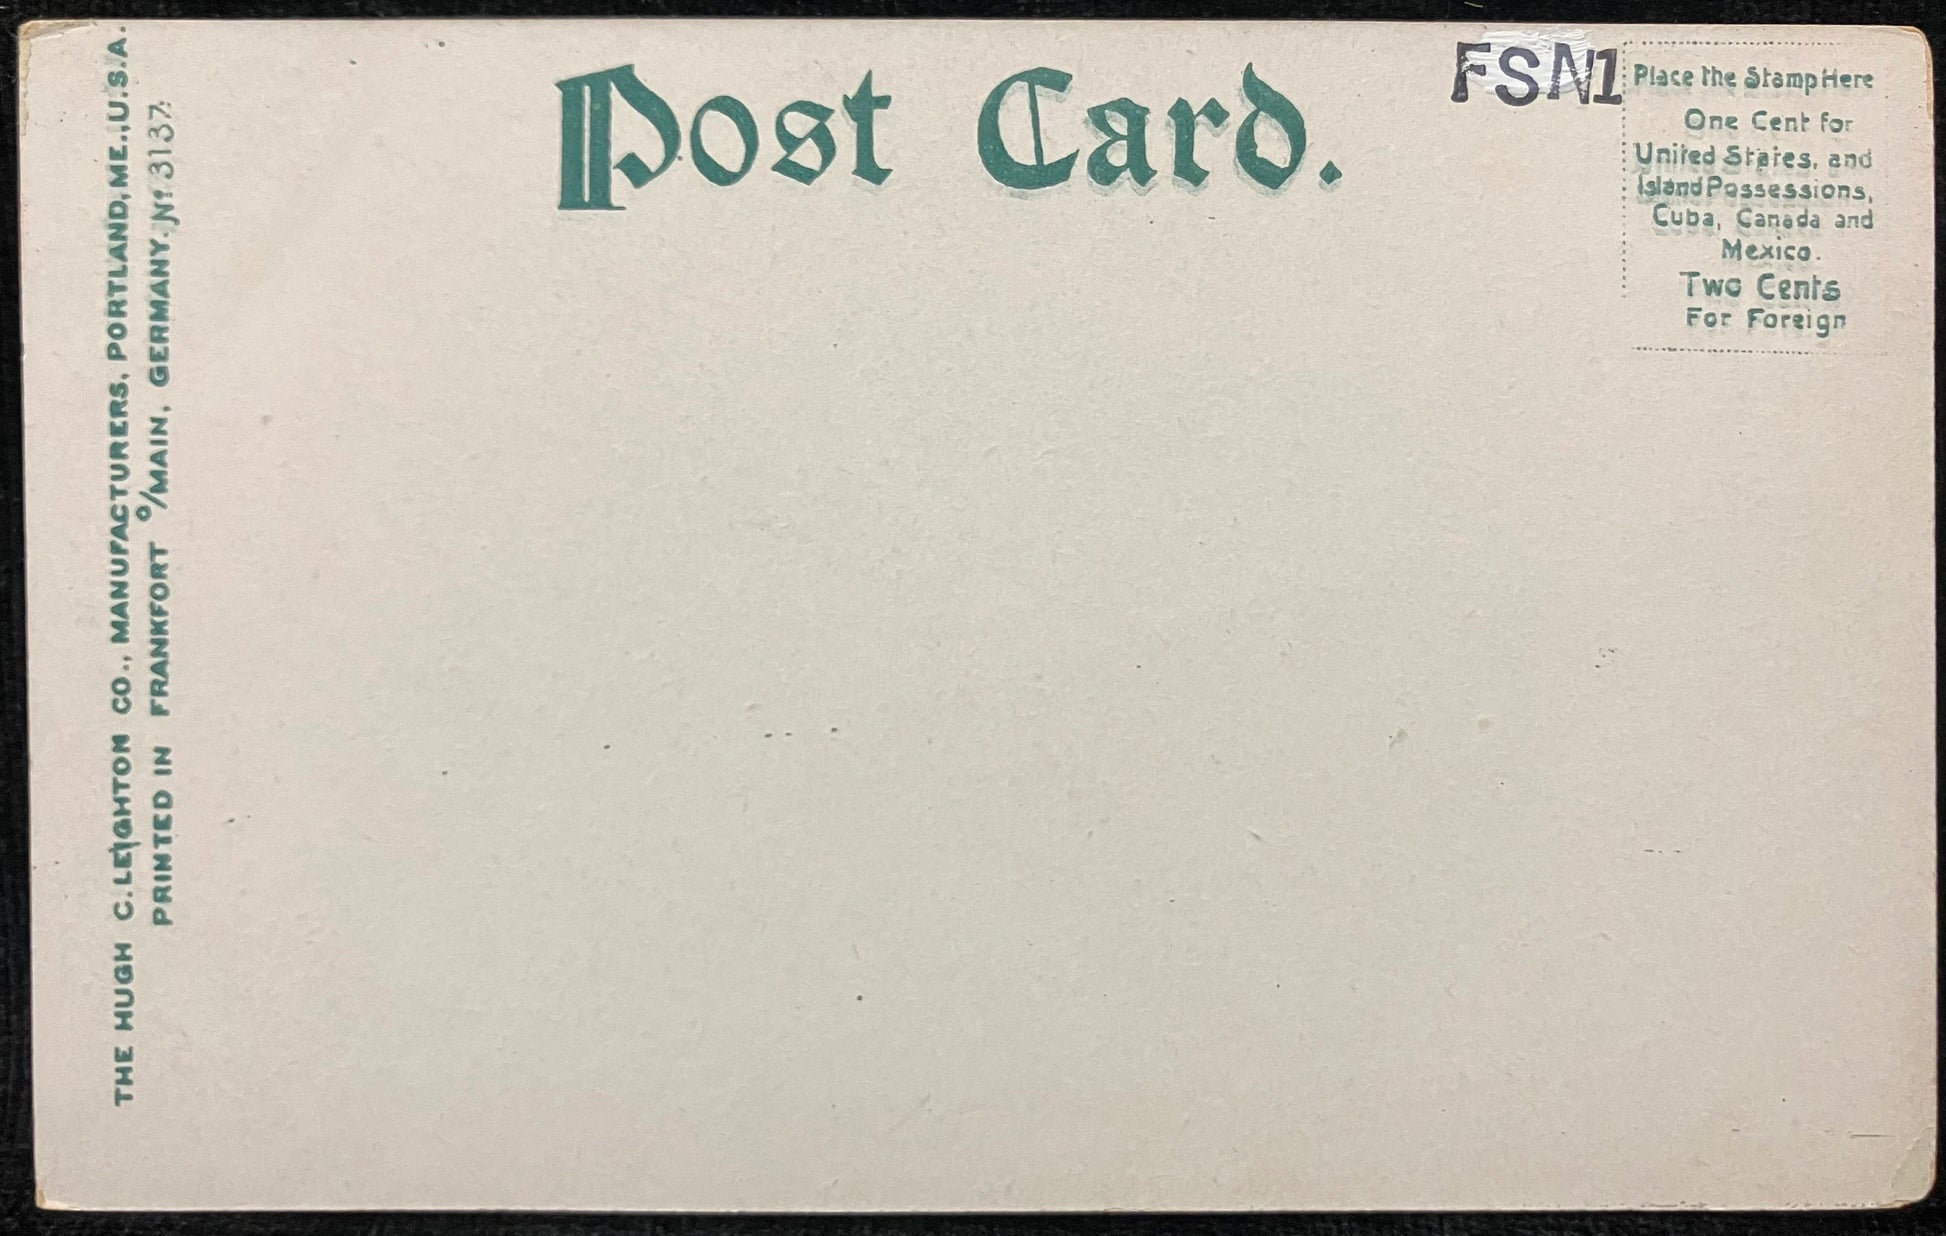 Post Card.
FSN1
Place the Stamp Here
One Cent for
United States, and
Island Possessions,
Cuba, Canada and
Mexico.
Two Cents
For Foreign
THE HUGH C. LEIGHTON CO., MANUFACTURERS, PORTLAND, ME., U.S.A.
PRINTED IN FRANKFORT o/MAIN, GERMANY. No 3137.